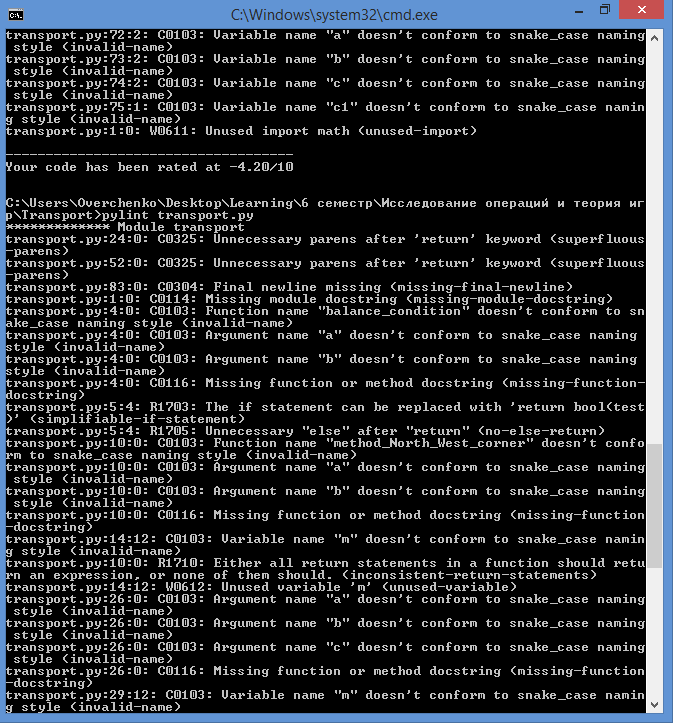 C:\Windows\system32\cmd.exe
transport.py:72:2: C0103: Variable name "a" doesn't conform to snake_case naming
 style (invalid-name)
transport.py:73:2: C0103: Variable name "b" doesn't conform to snake_case naming
 style (invalid-name)
transport.py:74:2: C0103: Variable name "c" doesn't conform to snake_case naming
 style (invalid-name)
transport.py:75:1: C0103: Variable name "c1" doesn't conform to snake_case namin
g style (invalid-name)
transport.py:1:0: W0611: Unused import math (unused-import)
------------------------------------
Your code has been rated at -4.20/10
C:\Users\Overchenko\Desktop\Learning\6 семестр\Исследование операций и теория иг
р\Transport>pylint transport.py
************* Module transport
transport.py:24:0: C0325: Unnecessary parens after 'return' keyword (superfluous
-parens)
transport.py:52:0: C0325: Unnecessary parens after 'return' keyword (superfluous
-parens)
transport.py:83:0: C0304: Final newline missing (missing-final-newline)
transport.py:1:0: C0114: Missing module docstring (missing-module-docstring)
transport.py:4:0: C0103: Function name "balance_condition" doesn't conform to sn
ake_case naming style (invalid-name)
transport.py:4:0: C0103: Argument name "a" doesn't conform to snake_case naming
style (invalid-name)
transport.py:4:0: C0103: Argument name "b" doesn't conform to snake_case naming
style (invalid-name)
transport.py:4:0: C0116: Missing function or method docstring (missing-function-
docstring)
transport.py:5:4: R1703: The if statement can be replaced with 'return bool(test
)' (simplifiable-if-statement)
transport.py:5:4: R1705: Unnecessary "else" after "return" (no-else-return)
transport.py:10:0: C0103: Function name "method_North_West_corner" doesn't confo
rm to snake_case naming style (invalid-name)
transport.py:10:0: C0103: Argument name "a" doesn't conform to snake_case naming
 style (invalid-name)
transport.py:10:0: C0103: Argument name "b" doesn't conform to snake_case naming
 style (invalid-name)
transport.py:10:0: C0116: Missing function or method docstring (missing-function
-docstring)
transport.py:14:12: C0103: Variable name "m" doesn't conform to snake_case namin
g style (invalid-name)
transport.py:10:0: R1710: Either all return statements in a function should retu
rn an expression, or none of them should. (inconsistent-return-statements)
transport.py:14:12: W0612: Unused variable 'm' (unused-variable)
transport.py:26:0: C0103: Argument name "a" doesn't conform to snake_case naming
 style (invalid-name)
transport.py:26:0: C0103: Argument name "b" doesn't conform to snake_case naming
 style (invalid-name)
transport.py:26:0: C0103: Argument name "c" doesn't conform to snake_case naming
 style (invalid-name)
transport.py:26:0: C0116: Missing function or method docstring (missing-function
-docstring)
transport.py:29:12: C0103: Variable name "m" doesn't conform to snake_case namin
g style (invalid-name)